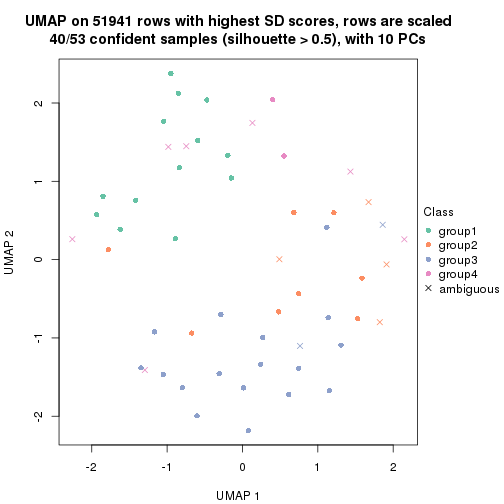 UMAP on 51941 rows with highest SD scores, rows are scaled
40/53 confident samples (silhouette > 0.5), with 10 PCs
2
1
0
-1
-2
UMAP 2
-2
-1
0
1
2
UMAP 1
Class
group1
group2
group3
group4
ambiguous